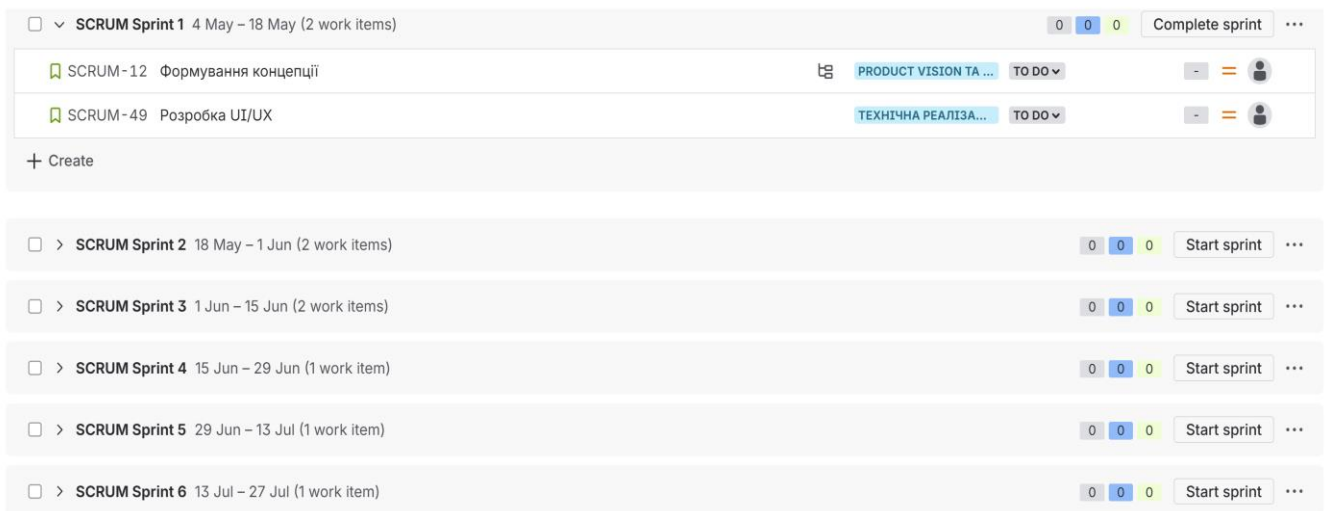 SCRUM Sprint 1 4 May – 18 May (2 work items) 0 0 0 Complete sprint ...
SCRUM-12 Формування концепції PRODUCT VISION ТА ... TO DO - =
SCRUM-49 Розробка UI/UX ТЕХНІЧНА РЕАЛІЗА... TO DO - =
+ Create
SCRUM Sprint 2 18 May – 1 Jun (2 work items) 0 0 0 Start sprint ...
SCRUM Sprint 3 1 Jun – 15 Jun (2 work items) 0 0 0 Start sprint ...
SCRUM Sprint 4 15 Jun – 29 Jun (1 work item) 0 0 0 Start sprint ...
SCRUM Sprint 5 29 Jun – 13 Jul (1 work item) 0 0 0 Start sprint ...
SCRUM Sprint 6 13 Jul – 27 Jul (1 work item) 0 0 0 Start sprint ...